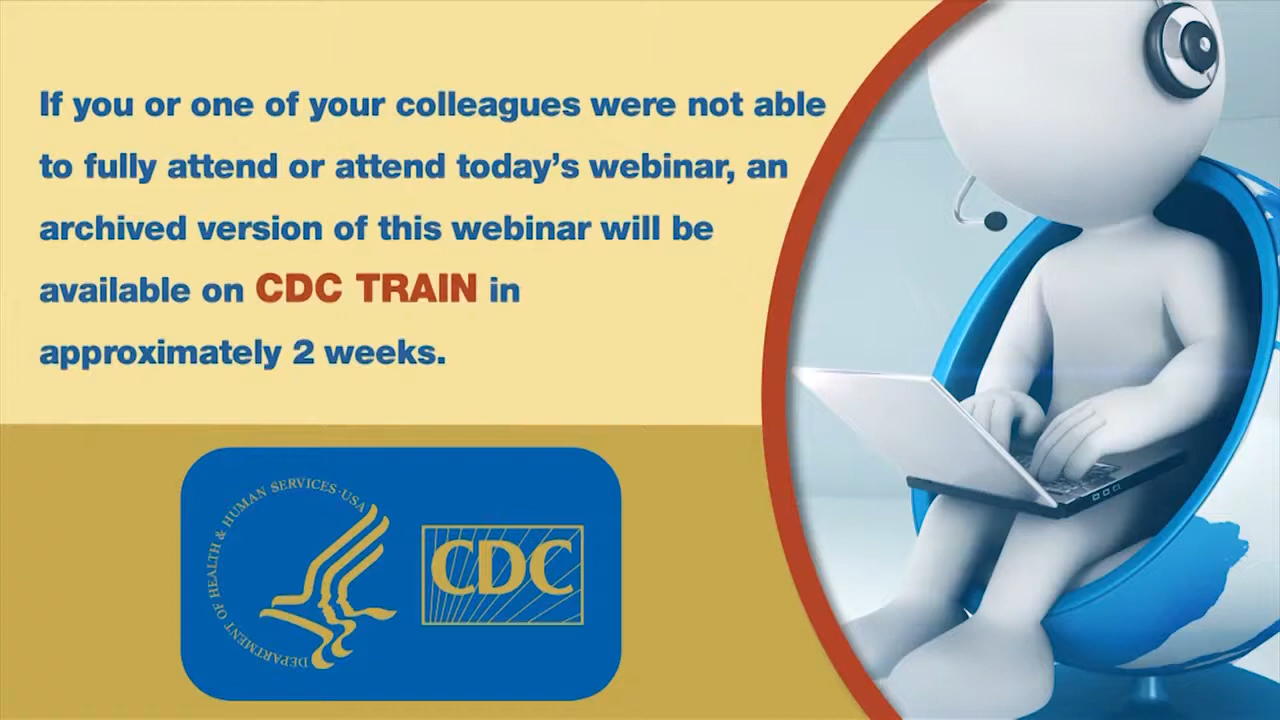 If you or one of your colleagues were not able
to fully attend or attend today's webinar, an
archived version of this webinar will be
available on CDC TRAIN in
approximately 2 weeks.
DEPARTMENT OF HEALTH & HUMAN SERVICES·USA
CDC